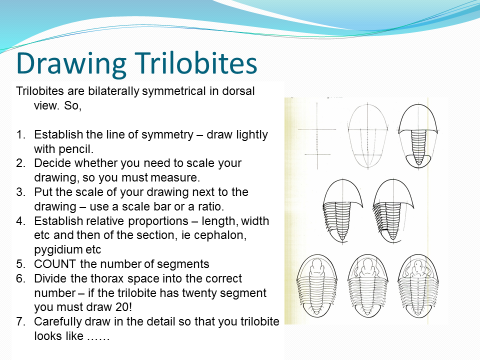 Drawing Trilobites
Trilobites are bilaterally symmetrical in dorsal
view. So,
1. Establish the line of symmetry – draw lightly
with pencil.
2. Decide whether you need to scale your
drawing, so you must measure.
3. Put the scale of your drawing next to the
drawing – use a scale bar or a ratio.
4. Establish relative proportions – length, width
etc and then of the section, ie cephalon,
pygidium etc
5. COUNT the number of segments
6. Divide the thorax space into the correct
number – if the trilobite has twenty segment
you must draw 20!
7. Carefully draw in the detail so that you trilobite
looks like ……